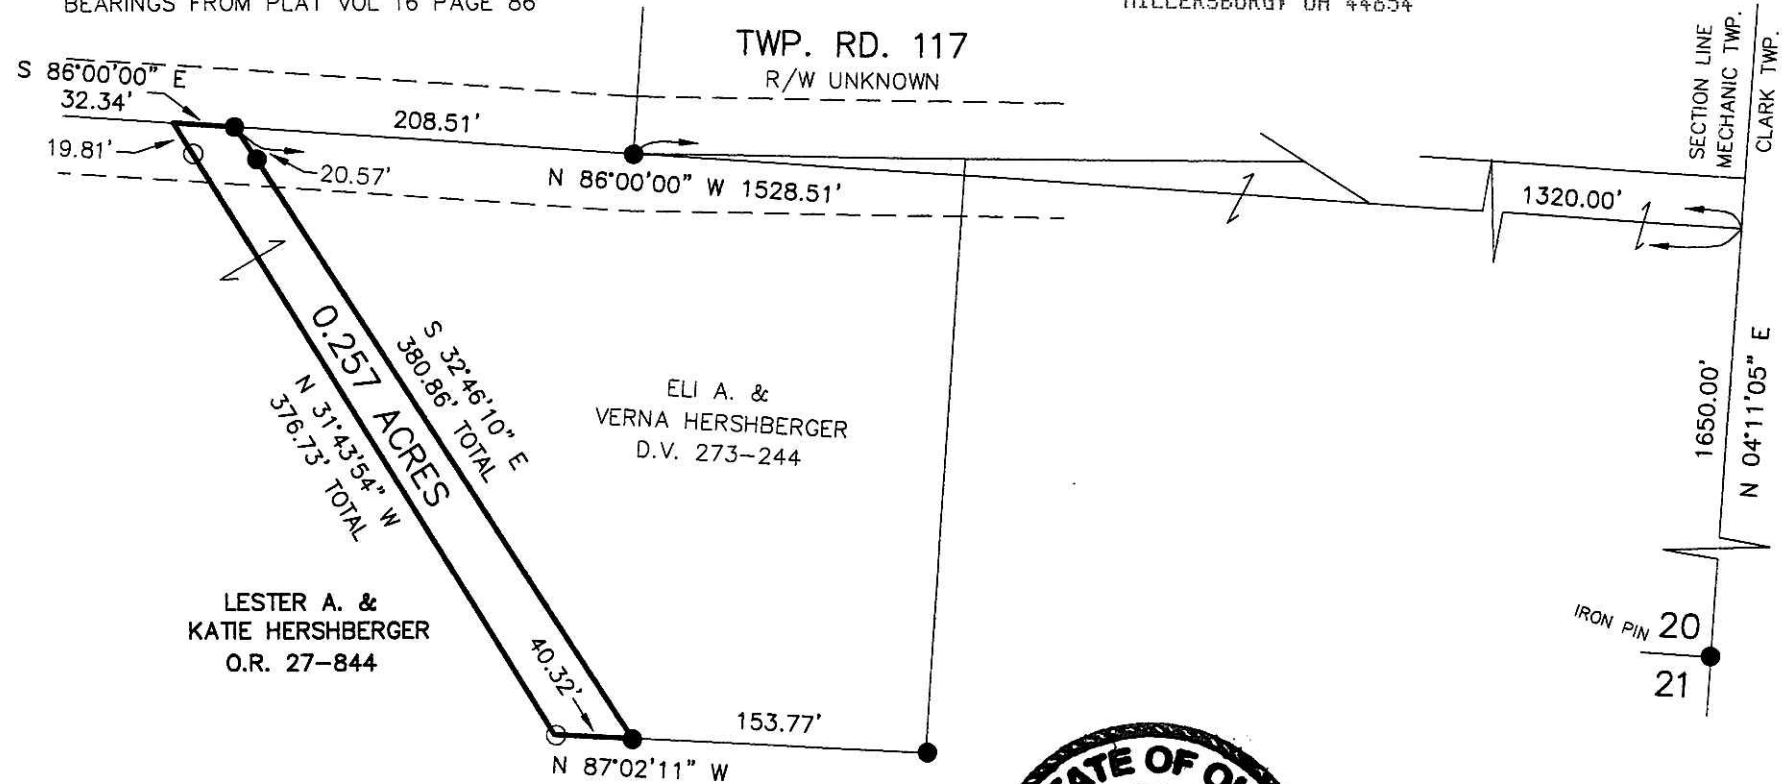 BEARINGS FROM PLAT VOL 16 PAGE 86
MILLERSBURG, OH 44654
TWP. RD. 117
R/W UNKNOWN
SECTION LINE
MECHANIC TWP.
CLARK TWP.
S 86°00'00" E
32.34'
208.51'
19.81'
20.57'
N 86°00'00" W 1528.51'
1320.00'
0.257 ACRES
S 32°46'10" E
380.86' TOTAL
N 31°43'54" W
376.73' TOTAL
ELI A. &
VERNA HERSHBERGER
D.V. 273-244
1650.00'
N 04°11'05" E
LESTER A. &
KATIE HERSHBERGER
O.R. 27-844
40.32'
153.77'
N 87°02'11" W
IRON PIN 20
21
STATE OF